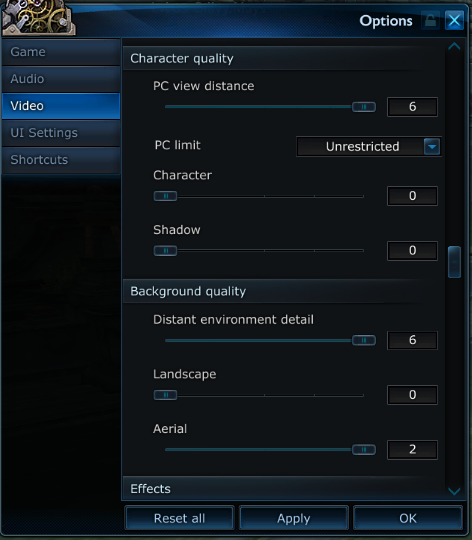 Options
Game
Audio
Video
UI Settings
Shortcuts
Character quality
PC view distance
6
PC limit
Unrestricted
Character
0
Shadow
0
Background quality
Distant environment detail
6
Landscape
0
Aerial
2
Effects
Reset all
Apply
OK